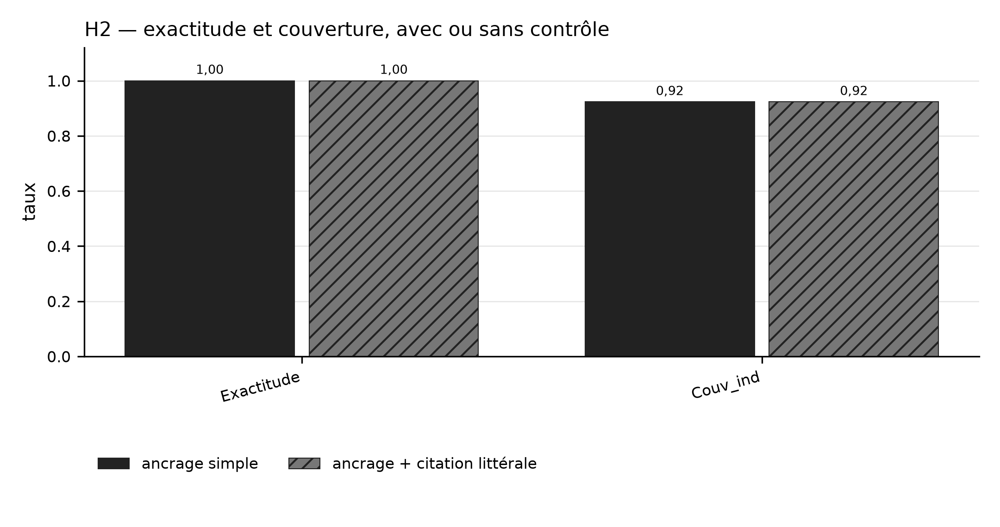 H2 — exactitude et couverture, avec ou sans contrôle
1,00
1,00
0,92
0,92
1.0
0.8
0.6
0.4
0.2
0.0
taux
Exactitude
Couv_ind
ancrage simple
ancrage + citation littérale